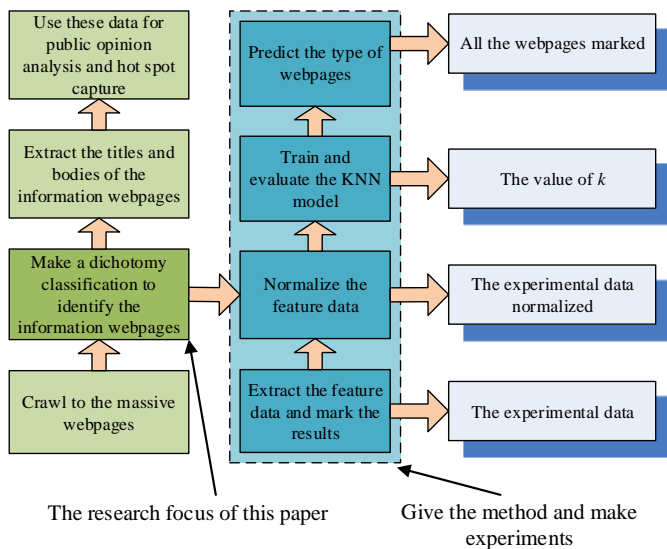 Use these data for
public opinion
analysis and hot spot
capture
Extract the titles and
bodies of the
information webpages
Make a dichotomy
classification to
identify the
information webpages
Crawl to the massive
webpages
Predict the type of
webpages
Train and
evaluate the KNN
model
Normalize the
feature data
Extract the feature
data and mark the
results
All the webpages marked
The value of k
The experimental data
normalized
The experimental data
The research focus of this paper
Give the method and make
experiments